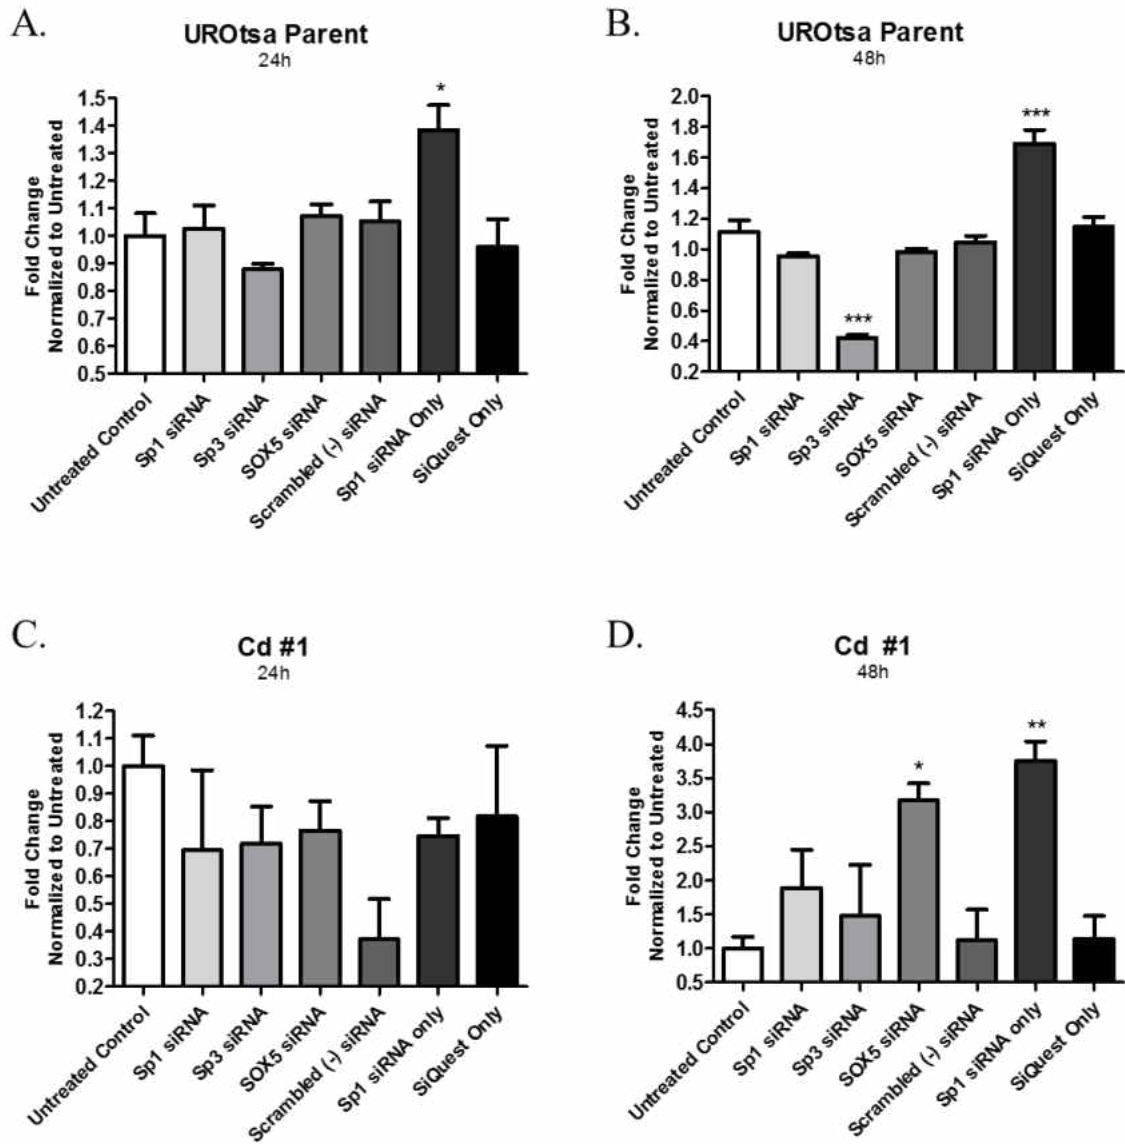 A.
UROtsa Parent
24h
Fold Change
Normalized to Untreated
1.5
1.4
1.3
1.2
1.1
1.0
0.9
0.8
0.7
0.6
0.5
*
Untreated Control
Sp1 siRNA
Sp3 siRNA
SOX5 siRNA
Scrambled (-) siRNA
Sp1 siRNA Only
SiQuest Only
B.
UROtsa Parent
48h
Fold Change
Normalized to Untreated
2.0
1.8
1.6
1.4
1.2
1.0
0.8
0.6
0.4
0.2
***
***
Untreated Control
Sp1 siRNA
Sp3 siRNA
SOX5 siRNA
Scrambled (-) siRNA
Sp1 siRNA Only
SiQuest Only
C.
Cd #1
24h
Fold Change
Normalized to Untreated
1.2
1.1
1.0
0.9
0.8
0.7
0.6
0.5
0.4
0.3
0.2
Untreated Control
Sp1 siRNA
Sp3 siRNA
SOX5 siRNA
Scrambled (-) siRNA
Sp1 siRNA only
SiQuest Only
D.
Cd #1
48h
Fold Change
Normalized to Untreated
4.5
4.0
3.5
3.0
2.5
2.0
1.5
1.0
0.5
*
**
Untreated Control
Sp1 siRNA
Sp3 siRNA
SOX5 siRNA
Scrambled (-) siRNA
Sp1 siRNA only
SiQuest Only